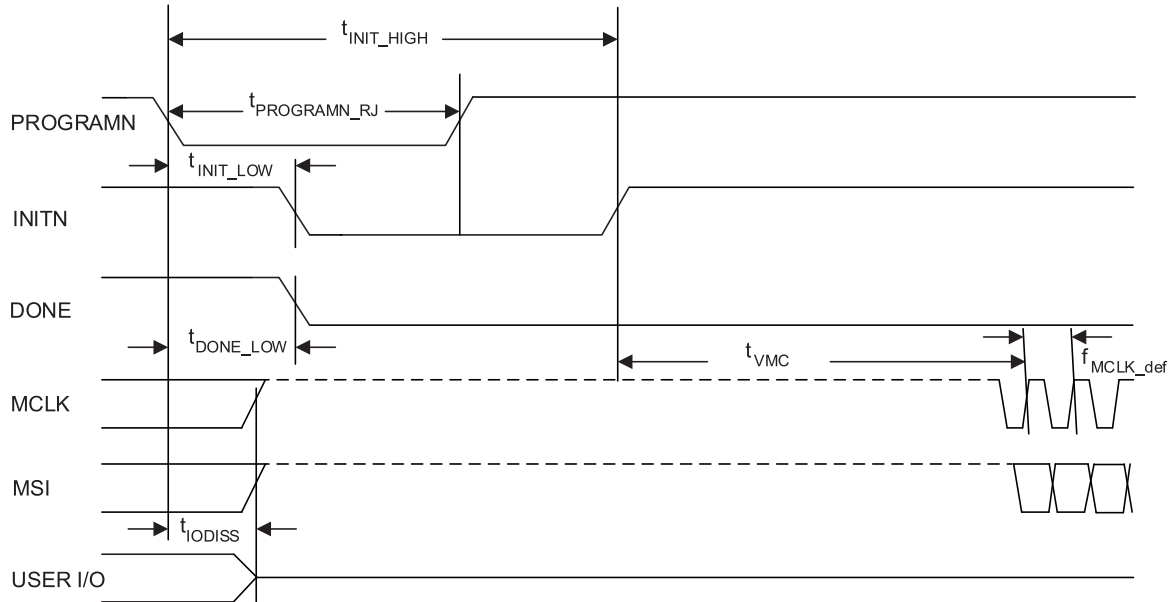 tINIT_HIGH
tPROGRAMN_RJ
PROGRAMN
tINIT_LOW
INITN
DONE
tDONE_LOW
tVMC
fMCLK_def
MCLK
MSI
tIODISS
USER I/O